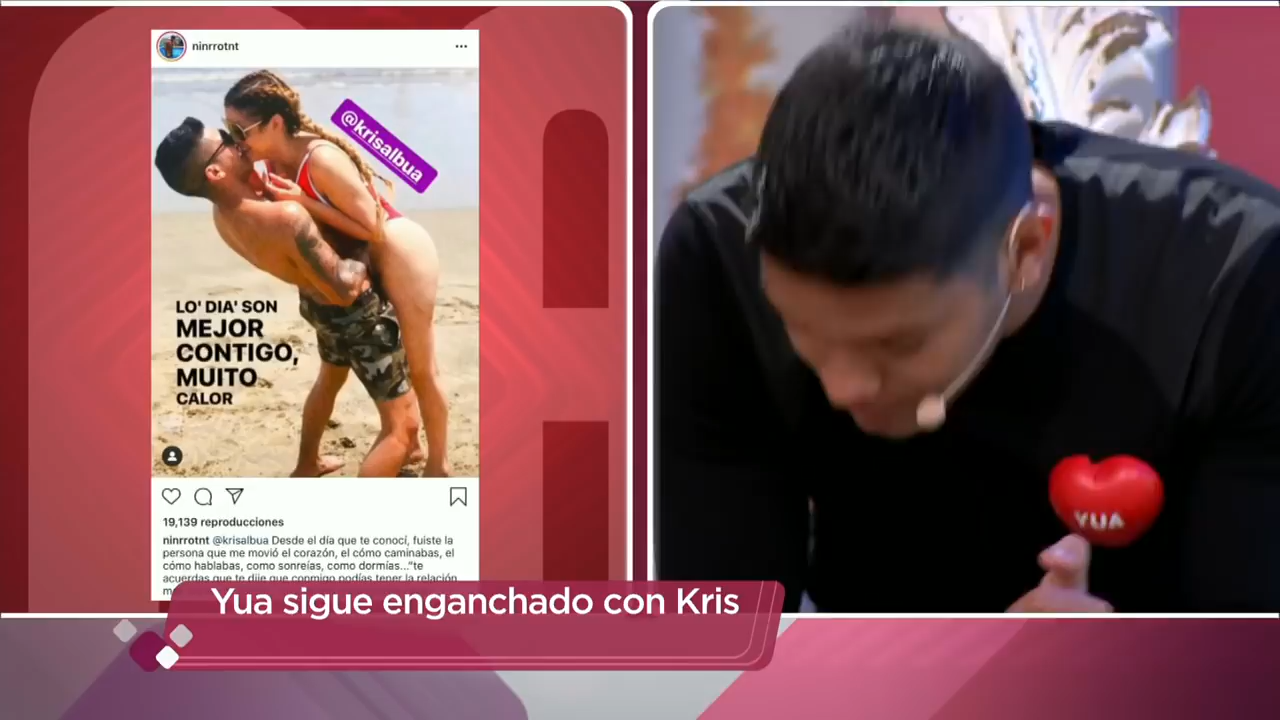 ninrrotnt
@krisalbua
LO' DIA' SON
MEJOR
CONTIGO,
MUITO
CALOR
19,139 reproducciones
ninrrotnt @krisalbua Desde el día que te conocí, fuiste la
persona que me movió el corazón, el cómo caminabas, el
cómo hablabas, como sonreías, como dormías..."te
acuerdas que te dije que conmigo podías tener la relación
YUA
Yua sigue enganchado con Kris